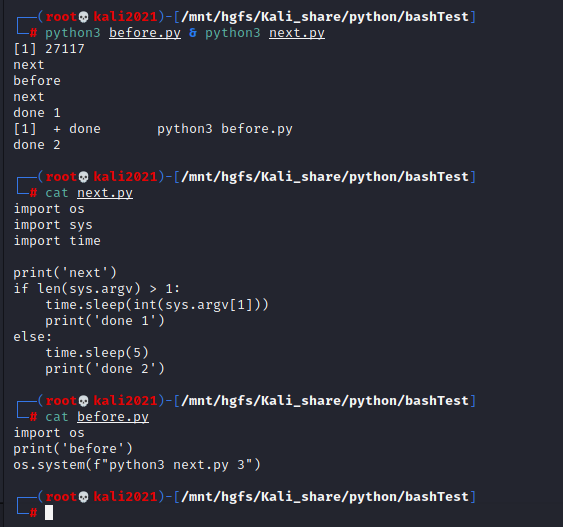 ┌──(root💀kali2021)-[/mnt/hgfs/Kali_share/python/bashTest]
└─# python3 before.py & python3 next.py
[1] 27117
next
before
next
done 1
[1]  + done       python3 before.py
done 2
┌──(root💀kali2021)-[/mnt/hgfs/Kali_share/python/bashTest]
└─# cat next.py
import os
import sys
import time
print('next')
if len(sys.argv) > 1:
    time.sleep(int(sys.argv[1]))
    print('done 1')
else:
    time.sleep(5)
    print('done 2')
┌──(root💀kali2021)-[/mnt/hgfs/Kali_share/python/bashTest]
└─# cat before.py
import os
print('before')
os.system(f"python3 next.py 3")
┌──(root💀kali2021)-[/mnt/hgfs/Kali_share/python/bashTest]
└─#